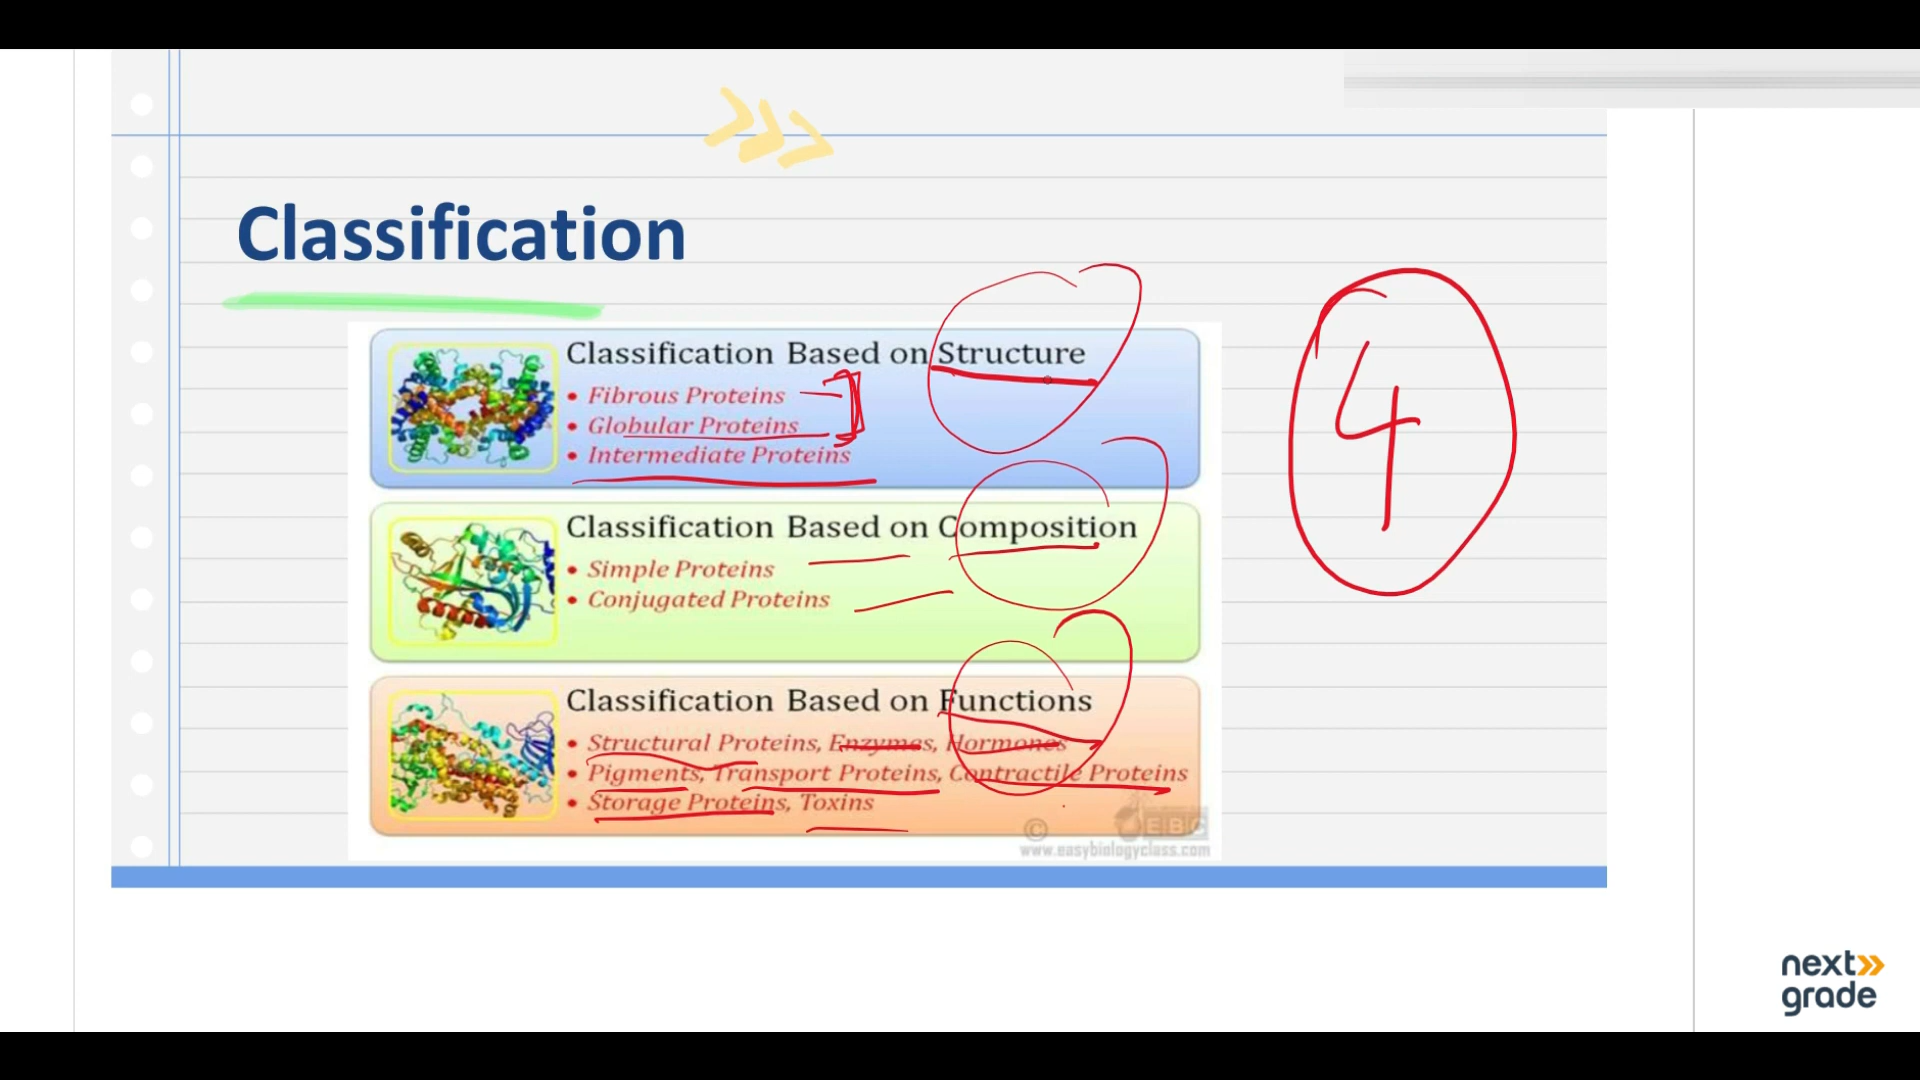 Classification
Classification Based on Structure
• Fibrous Proteins
• Globular Proteins
• Intermediate Proteins
4
Classification Based on Composition
• Simple Proteins
• Conjugated Proteins
Classification Based on Functions
• Structural Proteins, Enzymes, Hormones
• Pigments, Transport Proteins, Contractile Proteins
• Storage Proteins, Toxins
© EBC
www.easybiologyclass.com
next
grade